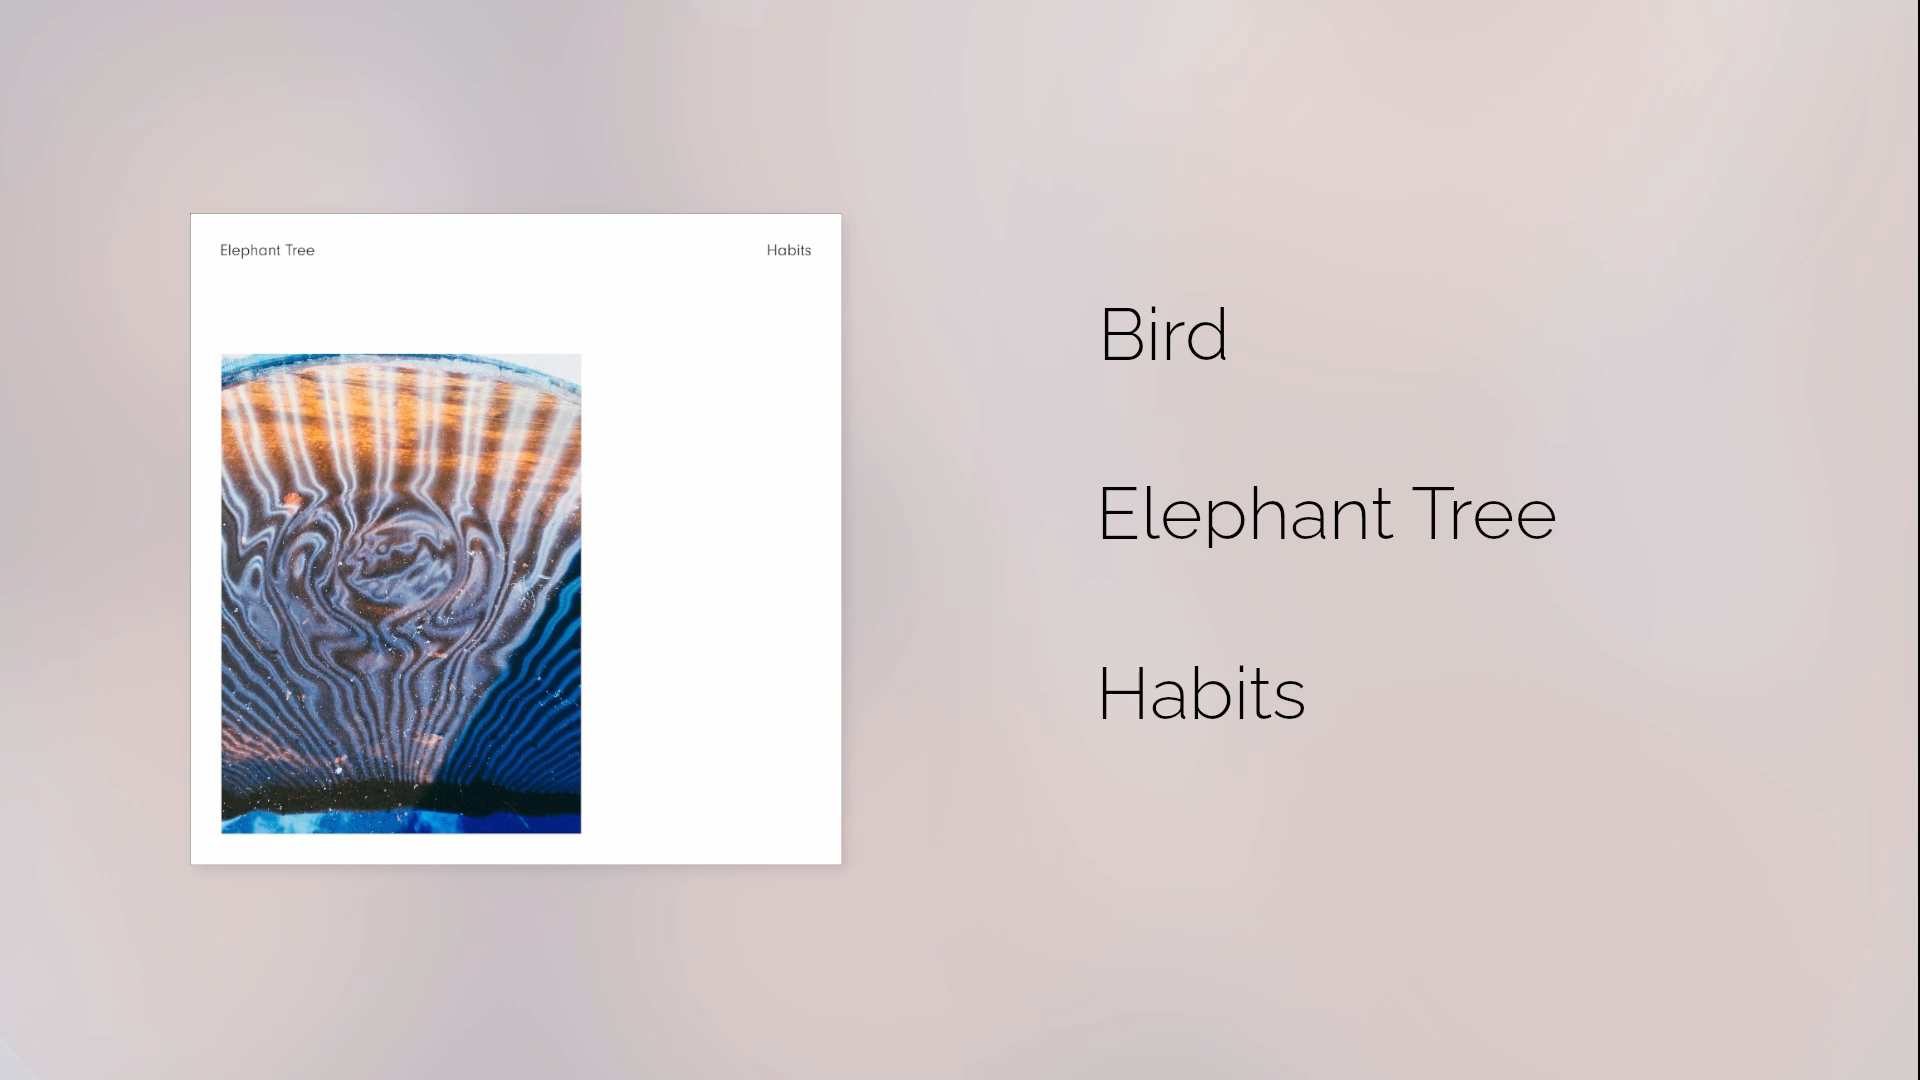 Elephant Tree
Habits
Bird
Elephant Tree
Habits